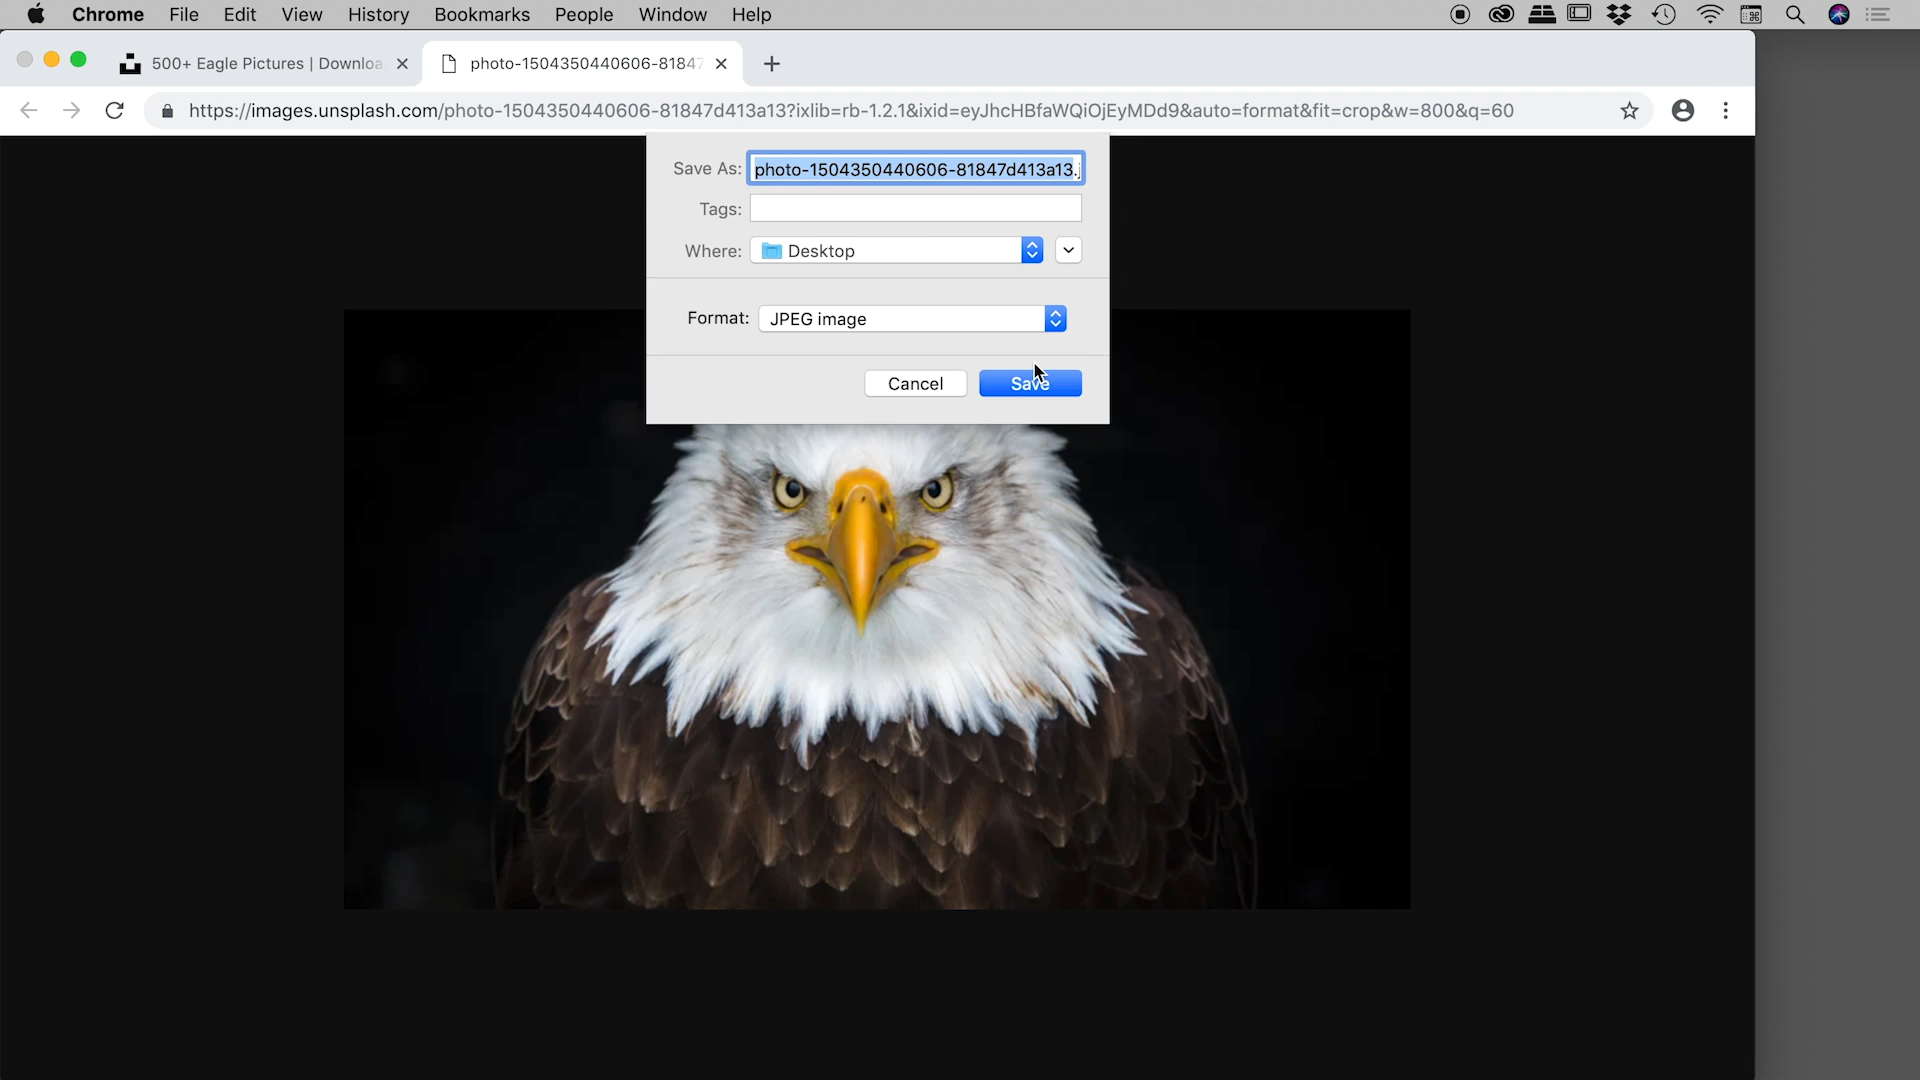 Chrome File Edit View History Bookmarks People Window Help
500+ Eagle Pictures | Downloa
photo-1504350440606-81847
https://images.unsplash.com/photo-1504350440606-81847d413a13?ixlib=rb-1.2.1&ixid=eyJhcHBfaWQiOjEyMDd9&auto=format&fit=crop&w=800&q=60
Save As: photo-1504350440606-81847d413a13.j
Tags:
Where: Desktop
Format: JPEG image
Cancel Save